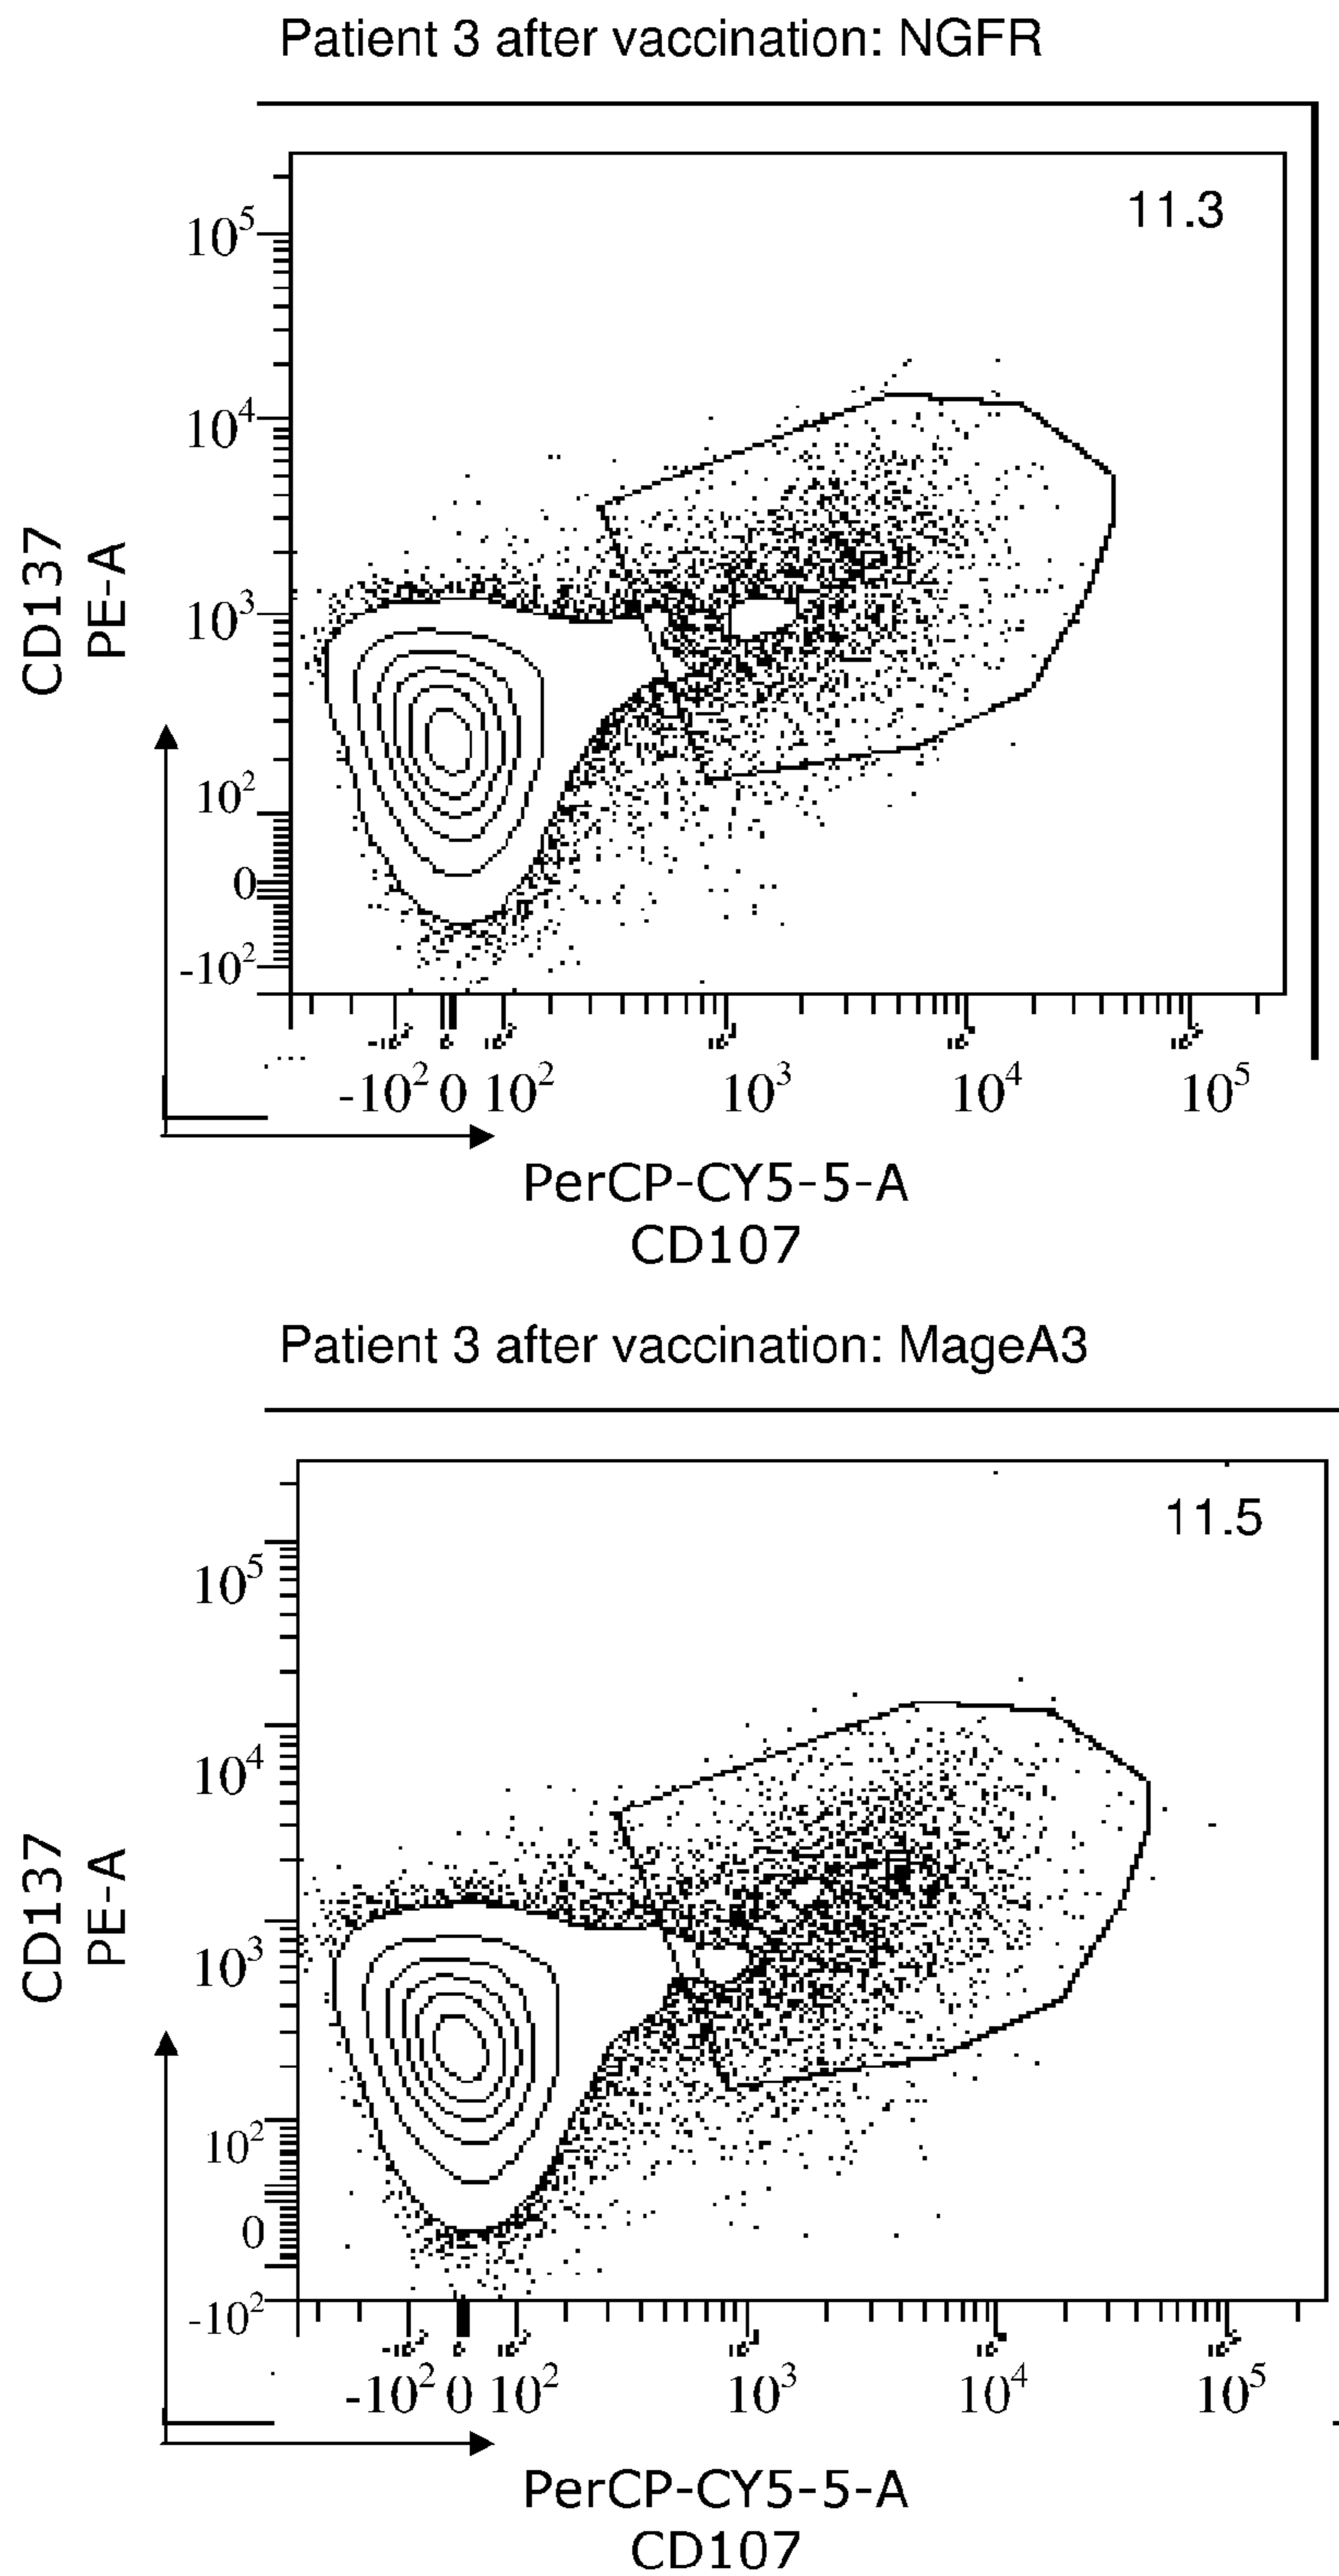 Patient 3 after vaccination: NGFR
11.3
10^5
10^4
10^3
10^2
0
-10^2
CD137
PE-A
-10^2 0 10^2 10^3 10^4 10^5
PerCP-CY5-5-A
CD107
Patient 3 after vaccination: MageA3
11.5
10^5
10^4
10^3
10^2
0
-10^2
CD137
PE-A
-10^2 0 10^2 10^3 10^4 10^5
PerCP-CY5-5-A
CD107